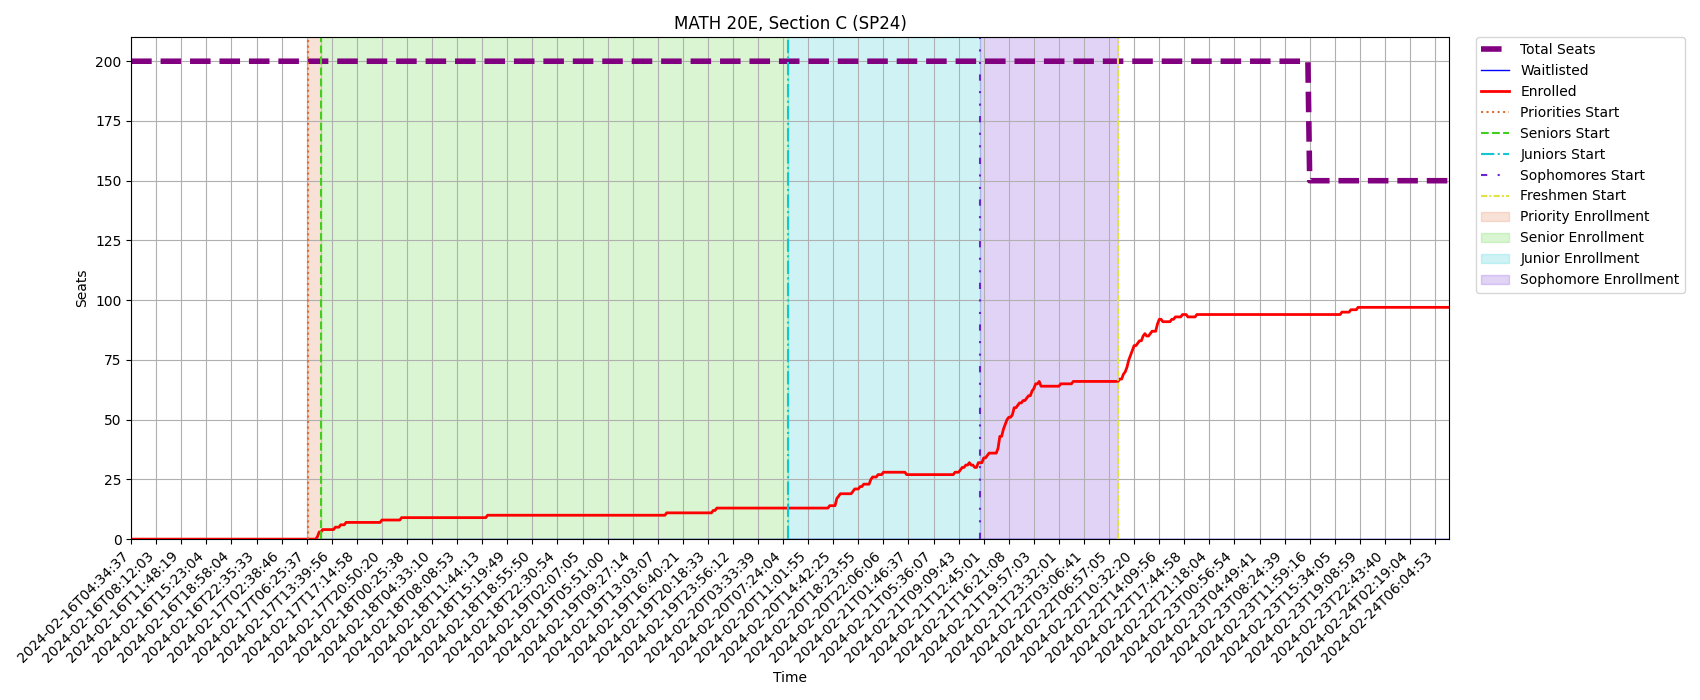 MATH 20E, Section C (SP24)
200
175
150
125
100
75
50
25
0
Seats
2024-02-16T04:34:37
2024-02-16T08:12:03
2024-02-16T11:48:19
2024-02-16T15:23:04
2024-02-16T18:58:04
2024-02-16T22:35:33
2024-02-17T02:38:46
2024-02-17T06:25:37
2024-02-17T13:39:56
2024-02-17T17:14:58
2024-02-17T20:50:20
2024-02-18T00:25:38
2024-02-18T04:33:10
2024-02-18T08:08:53
2024-02-18T11:44:13
2024-02-18T15:19:49
2024-02-18T18:55:50
2024-02-18T22:30:54
2024-02-19T02:07:05
2024-02-19T05:51:00
2024-02-19T09:27:14
2024-02-19T13:03:07
2024-02-19T16:40:21
2024-02-19T20:18:33
2024-02-19T23:56:12
2024-02-20T03:33:39
2024-02-20T07:24:04
2024-02-20T11:01:55
2024-02-20T14:42:25
2024-02-20T18:23:55
2024-02-20T22:06:06
2024-02-21T01:46:37
2024-02-21T05:36:07
2024-02-21T09:09:43
2024-02-21T12:45:01
2024-02-21T16:21:08
2024-02-21T19:57:03
2024-02-21T23:32:01
2024-02-22T03:06:41
2024-02-22T06:57:05
2024-02-22T10:32:20
2024-02-22T14:09:56
2024-02-22T17:44:58
2024-02-22T21:18:04
2024-02-23T00:56:54
2024-02-23T04:49:41
2024-02-23T08:24:39
2024-02-23T11:59:16
2024-02-23T15:34:05
2024-02-23T19:08:59
2024-02-23T22:43:40
2024-02-24T02:19:04
2024-02-24T06:04:53
Time
Total Seats
Waitlisted
Enrolled
Priorities Start
Seniors Start
Juniors Start
Sophomores Start
Freshmen Start
Priority Enrollment
Senior Enrollment
Junior Enrollment
Sophomore Enrollment